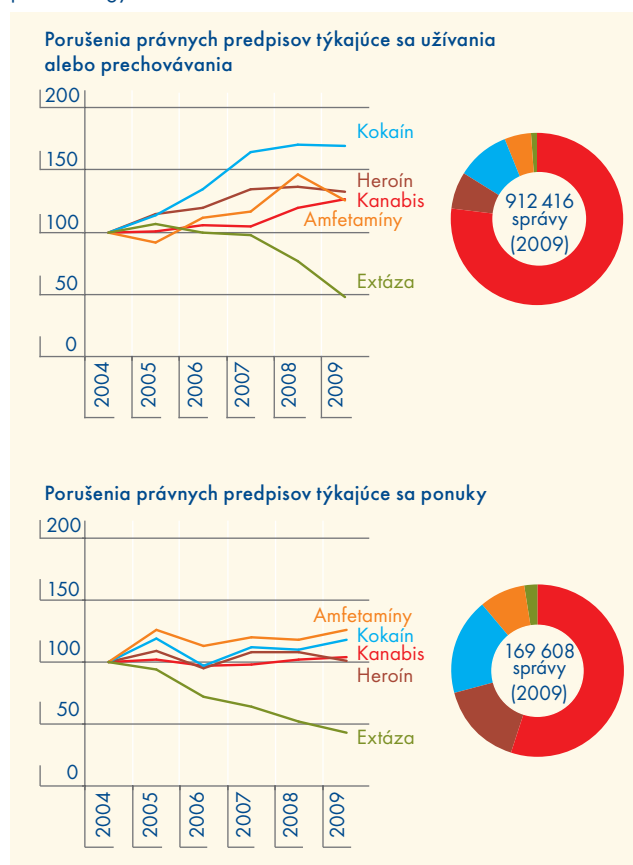 Porušenia právnych predpisov týkajúce sa užívania
alebo prechovávania
200
150
100
50
0
Kokaín
Heroín
Kanabis
Amfetamíny
Extáza
2004
2005
2006
2007
2008
2009
912 416
správy
(2009)
Porušenia právnych predpisov týkajúce sa ponuky
200
150
100
50
0
Amfetamíny
Kokaín
Kanabis
Heroín
Extáza
2004
2005
2006
2007
2008
2009
169 608
správy
(2009)